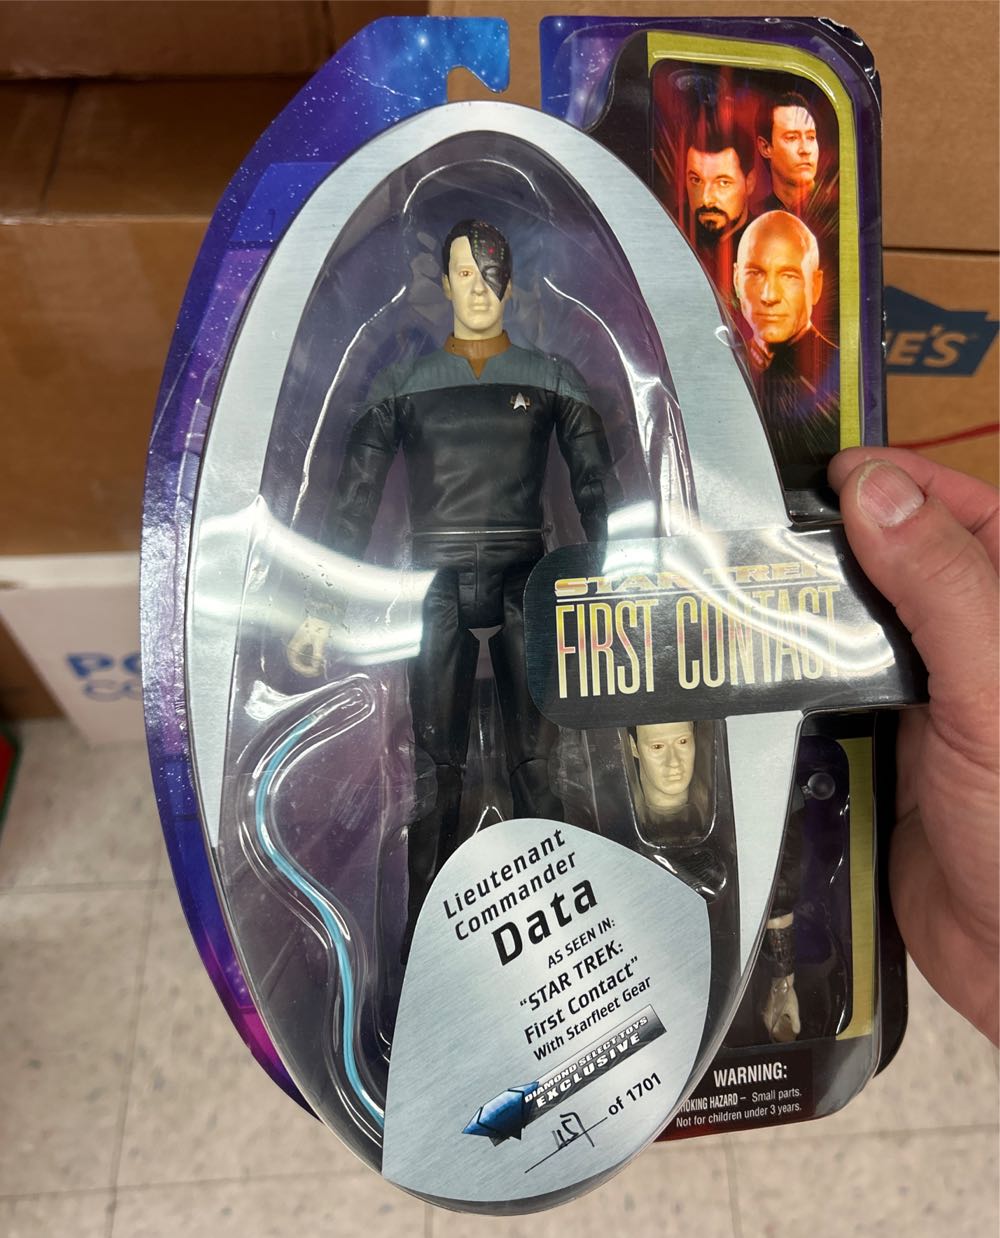 E'S
STAR TREK
FIRST CONTACT
Lieutenant
Commander
Data
AS SEEN IN:
"STAR TREK:
First Contact"
With Starfleet Gear
DIAMOND SELECT TOYS
EXCLUSIVE
of 1701
WARNING:
HAZARD – Small parts.
Not for children under 3 years.